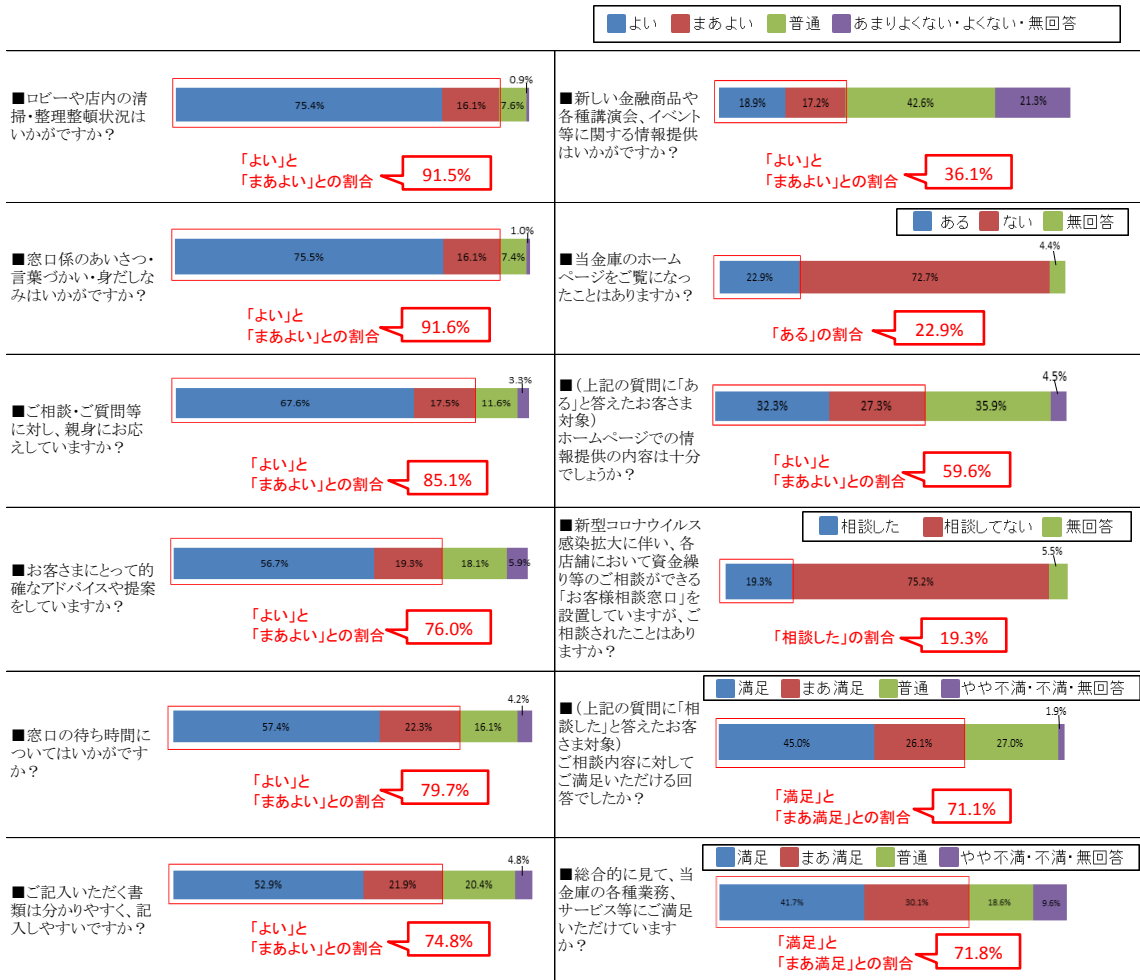 よい まあよい 普通 あまりよくない・よくない・無回答
■ロビーや店内の清
掃・整理整頓状況は
いかがですか？
75.4% 16.1% 7.6% 0.9%
「よい」と
「まあよい」との割合 91.5%
■新しい金融商品や
各種講演会、イベント
等に関する情報提供
はいかがですか？
18.9% 17.2% 42.6% 21.3%
「よい」と
「まあよい」との割合 36.1%
■窓口係のあいさつ・
言葉づかい・身だしな
みはいかがですか？
75.5% 16.1% 7.4% 1.0%
「よい」と
「まあよい」との割合 91.6%
ある ない 無回答
■当金庫のホーム
ページをご覧になっ
たことはありますか？
22.9% 72.7% 4.4%
「ある」の割合 22.9%
■ご相談・ご質問等
に対し、親身にお応
えしていますか？
67.6% 17.5% 11.6% 3.3%
「よい」と
「まあよい」との割合 85.1%
■（上記の質問に「あ
る」と答えたお客さま
対象）
ホームページでの情
報提供の内容は十分
でしょうか？
32.3% 27.3% 35.9% 4.5%
「よい」と
「まあよい」との割合 59.6%
■お客さまにとって的
確なアドバイスや提案
をしていますか？
56.7% 19.3% 18.1% 5.9%
「よい」と
「まあよい」との割合 76.0%
相談した 相談してない 無回答
■新型コロナウイルス
感染拡大に伴い、各
店舗において資金繰
り等のご相談ができる
「お客様相談窓口」を
設置していますが、ご
相談されたことはあり
ますか？
19.3% 75.2% 5.5%
「相談した」の割合 19.3%
■窓口の待ち時間に
ついてはいかがです
か？
57.4% 22.3% 16.1% 4.2%
「よい」と
「まあよい」との割合 79.7%
満足 まあ満足 普通 やや不満・不満・無回答
■（上記の質問に「相
談した」と答えたお客
さま対象）
ご相談内容に対して
ご満足いただける回
答でしたか？
45.0% 26.1% 27.0% 1.9%
「満足」と
「まあ満足」との割合 71.1%
■ご記入いただく書
類は分かりやすく、記
入しやすいですか？
52.9% 21.9% 20.4% 4.8%
「よい」と
「まあよい」との割合 74.8%
満足 まあ満足 普通 やや不満・不満・無回答
■総合的に見て、当
金庫の各種業務、
サービス等にご満足
いただけています
か？
41.7% 30.1% 18.6% 9.6%
「満足」と
「まあ満足」との割合 71.8%